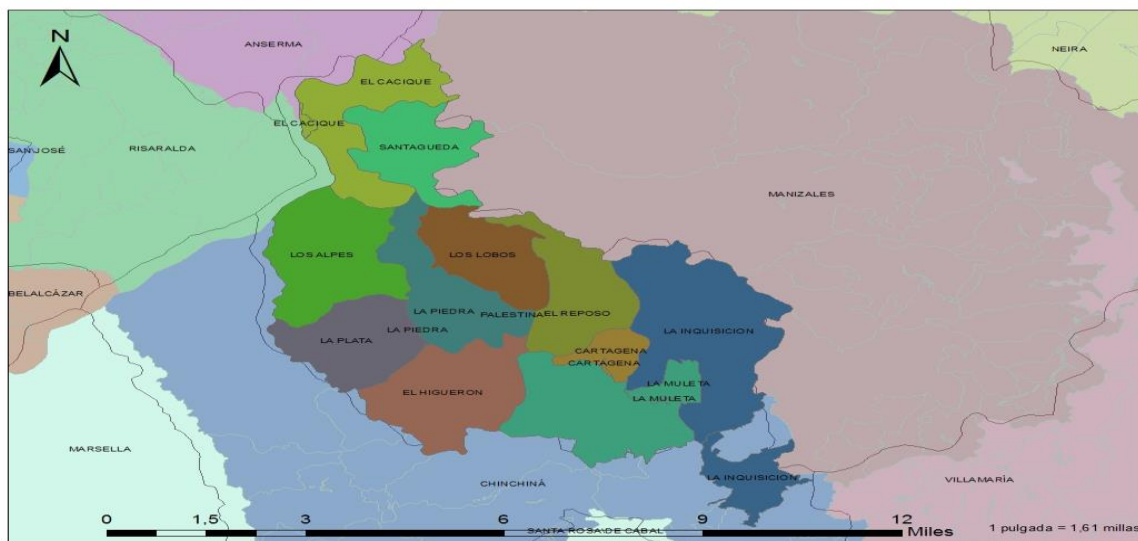 N
ANSERMA
NEIRA
EL CACIQUE
EL CACIQUE
SANTAGUEDA
SAN JOSÉ
RISARALDA
MANIZALES
LOS ALPES
LOS LOBOS
BELALCÁZAR
LA PIEDRA
PALESTINA
EL REPOSO
LA PIEDRA
LA INQUISICION
LA PLATA
CARTAGENA
CARTAGENA
LA MULETA
EL HIGUERON
LA MULETA
MARSELLA
LA INQUISICION
VILLAMARÍA
CHINCHINÁ
0 1,5 3 6 9 12
Miles
SANTA ROSA DE CABAL
1 pulgada = 1,61 millas